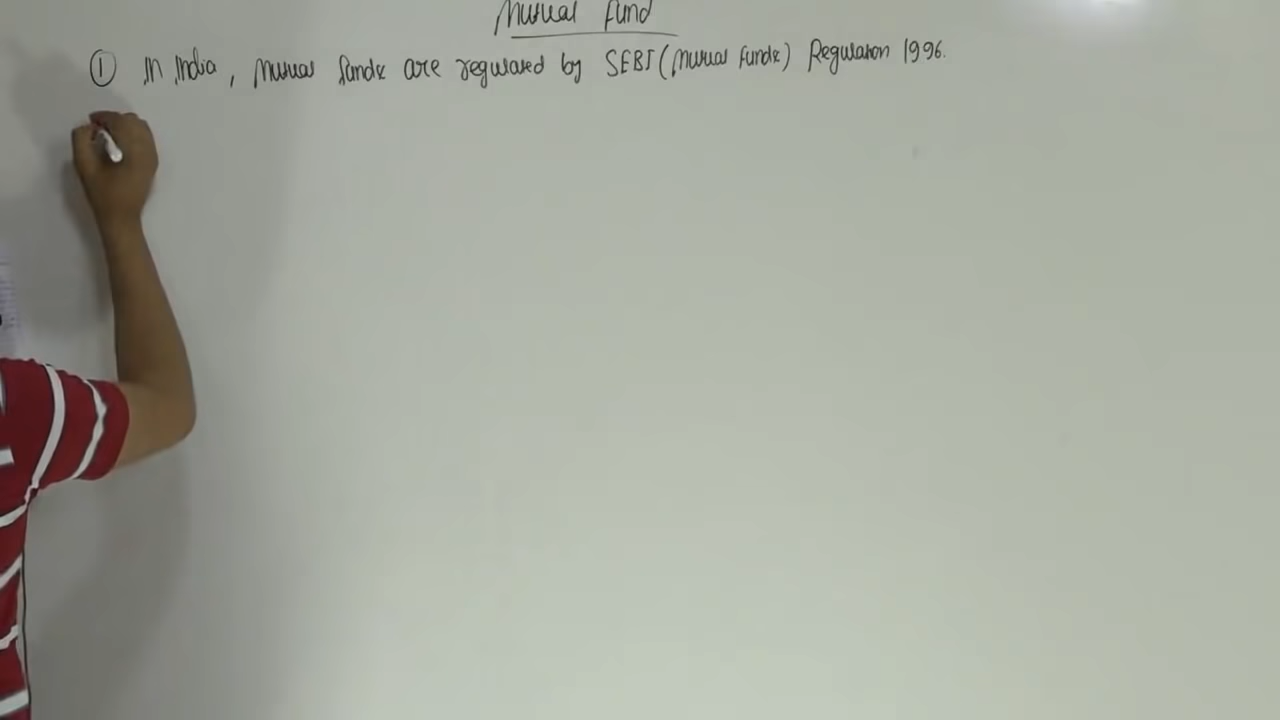 Mutual Fund
① In India, Mutual funds are regulated by SEBI (Mutual Funds) Regulation 1996.